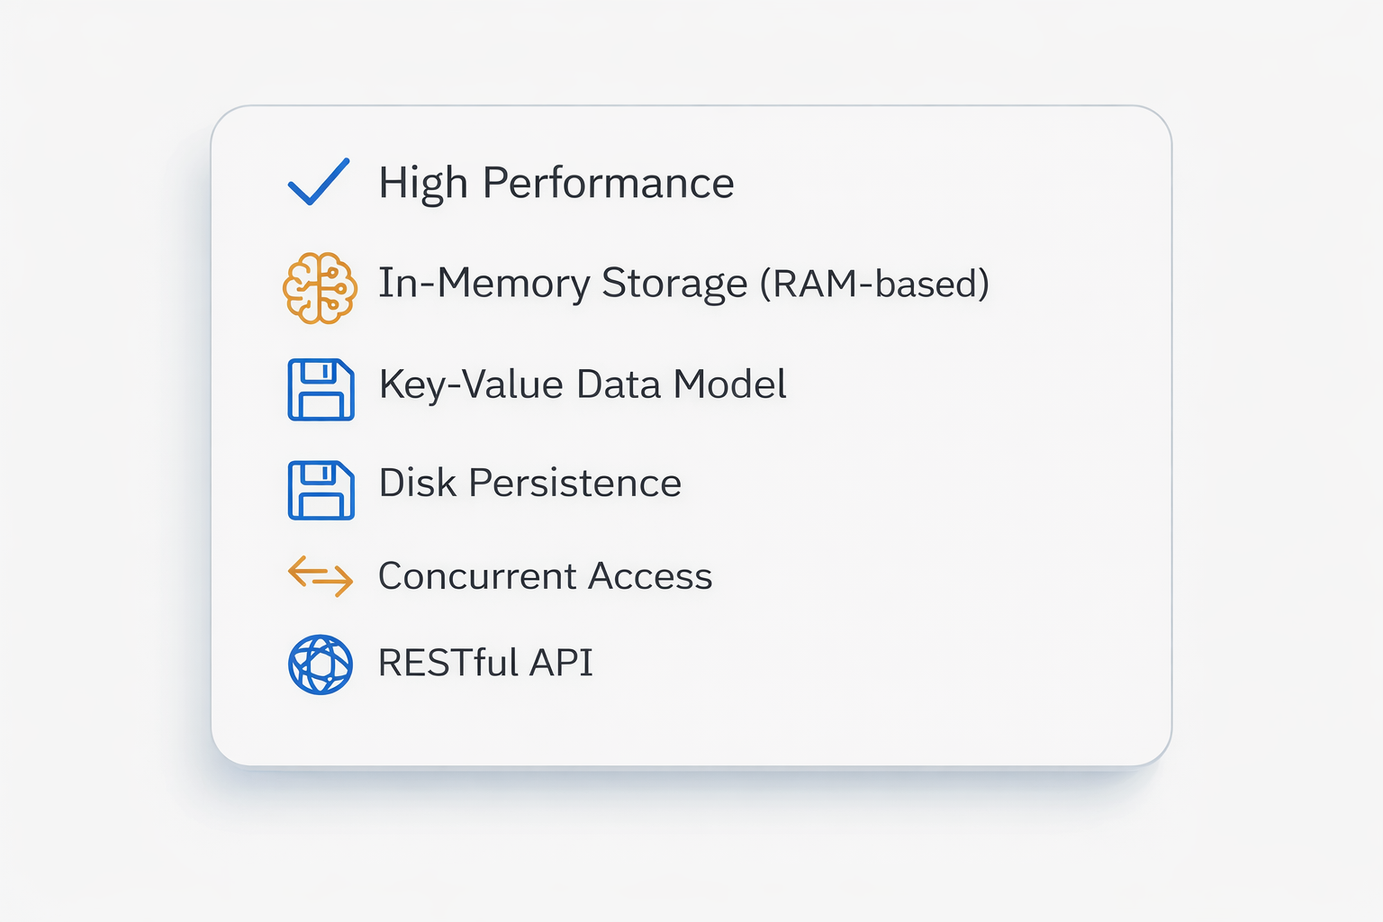 High Performance
In-Memory Storage (RAM-based)
Key-Value Data Model
Disk Persistence
Concurrent Access
RESTful API